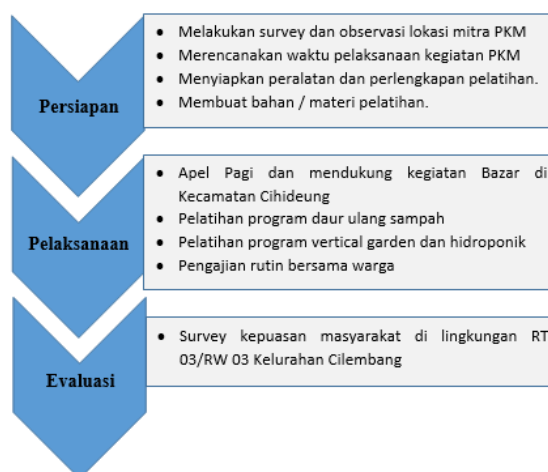 Persiapan
• Melakukan survey dan observasi lokasi mitra PKM
• Merencanakan waktu pelaksanaan kegiatan PKM
• Menyiapkan peralatan dan perlengkapan pelatihan.
• Membuat bahan / materi pelatihan.
Pelaksanaan
• Apel Pagi dan mendukung kegiatan Bazar di
Kecamatan Cihideung
• Pelatihan program daur ulang sampah
• Pelatihan program vertical garden dan hidroponik
• Pengajian rutin bersama warga
Evaluasi
• Survey kepuasan masyarakat di lingkungan RT
03/RW 03 Kelurahan Cilembang